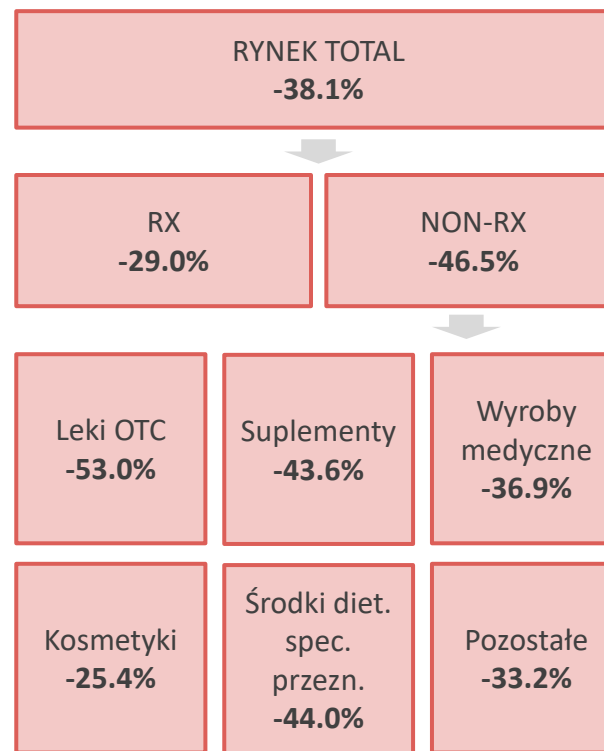 RYNEK TOTAL
-38.1%
RX
-29.0%
NON-RX
-46.5%
Leki OTC
-53.0%
Suplementy
-43.6%
Wyroby
medyczne
-36.9%
Kosmetyki
-25.4%
Środki diet.
spec.
przezn.
-44.0%
Pozostałe
-33.2%